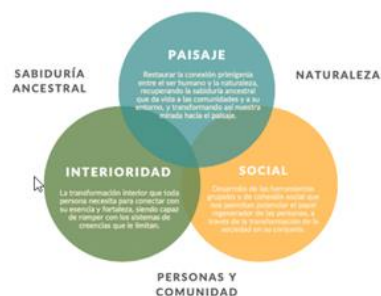 PAISAJE
Restaurar la conexión primigenia
entre el ser humano y la naturaleza,
recuperando la sabiduría ancestral
que da vida a las comunidades y a su
entorno, y transformando así nuestra
mirada hacia el paisaje.
SABIDURÍA
ANCESTRAL
NATURALEZA
INTERIORIDAD
La transformación interior que toda
persona necesita para conectar con
su esencia y fortaleza, siendo capaz
de romper con los sistemas de
creencias que le limitan.
SOCIAL
Desarrollo de las herramientas
grupales y de cohesión social que
nos permitan potenciar el papel
regenerador de las personas, a
través de la transformación de la
sociedad en su conjunto.
PERSONAS Y
COMUNIDAD